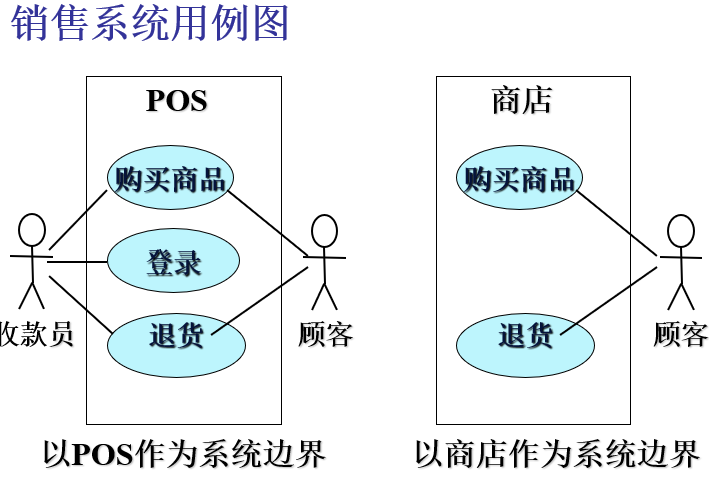 销售系统用例图
POS
购买商品
登录
退货
收款员
顾客
以POS作为系统边界
商店
购买商品
退货
顾客
以商店作为系统边界